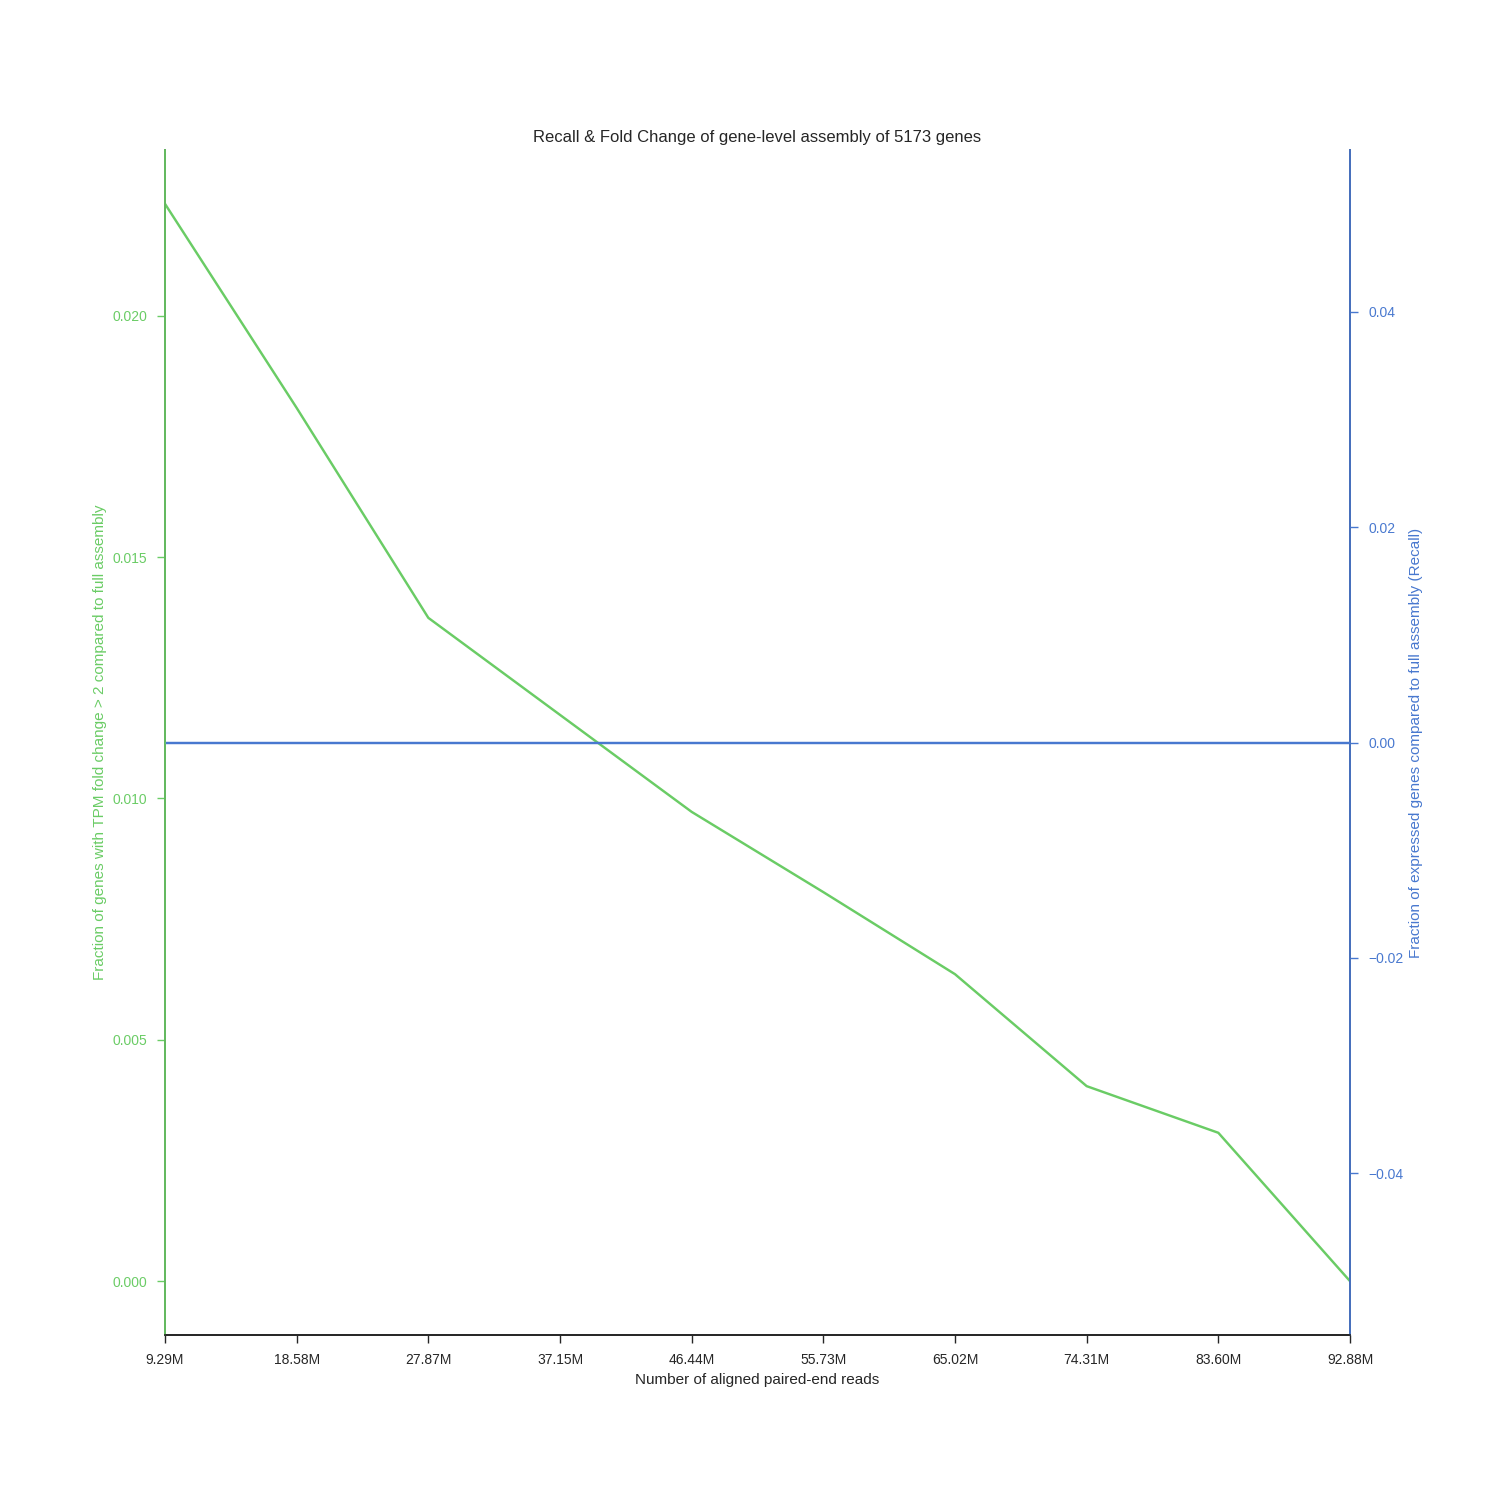 Recall & Fold Change of gene-level assembly of 5173 genes
Fraction of genes with TPM fold change > 2 compared to full assembly
0.020
0.015
0.010
0.005
0.000
0.04
0.02
0.00
−0.02
−0.04
Fraction of expressed genes compared to full assembly (Recall)
9.29M 18.58M 27.87M 37.15M 46.44M 55.73M 65.02M 74.31M 83.60M 92.88M
Number of aligned paired-end reads